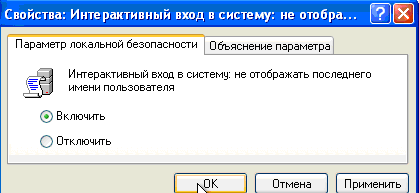 Свойства: Интерактивный вход в систему: не отобра...
Параметр локальной безопасности
Объяснение параметра
Интерактивный вход в систему: не отображать последнего
имени пользователя
Включить
Отключить
OK
Отмена
Применить